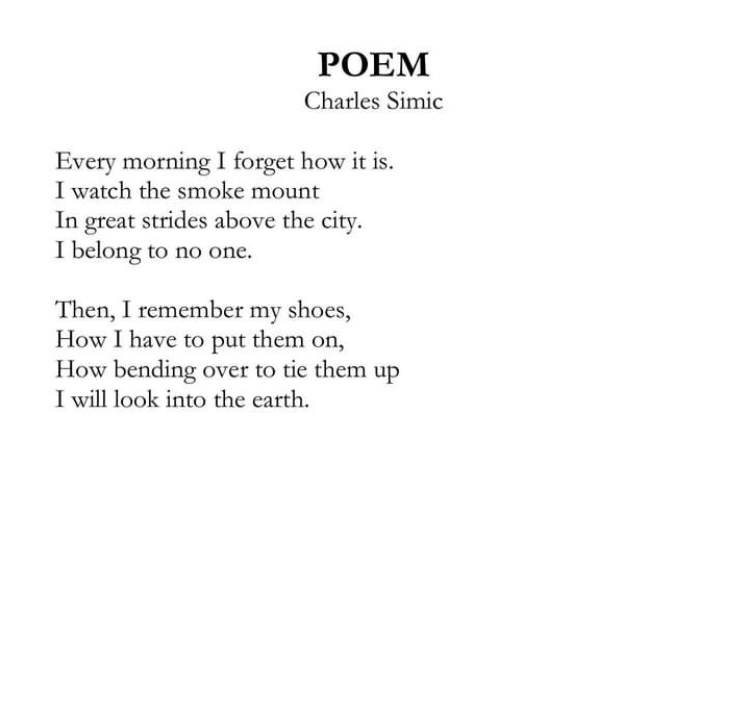 POEM
Charles Simic
Every morning I forget how it is.
I watch the smoke mount
In great strides above the city.
I belong to no one.
Then, I remember my shoes,
How I have to put them on,
How bending over to tie them up
I will look into the earth.